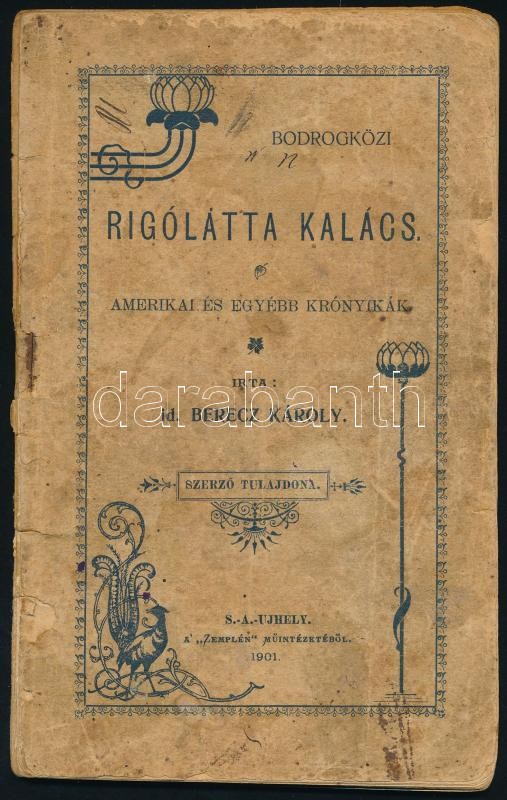 BODROGKÖZI
RIGÓLÁTTA KALÁCS.
AMERIKAI ÉS EGYÉBB KRÓNYIKÁK.
IRTA:
id. BERECZ KÁROLY.
darabanth
SZERZŐ TULAJDONA.
S.-A.-UJHELY.
A' „ZEMPLÉN" MŰINTÉZETÉBŐL.
1901.